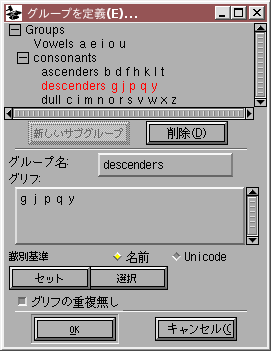 グループを定義(E)...
Groups
Vowels a e i o u
consonants
ascenders b d f h k l t
descenders g j p q y
dull c i m n o r s v w x z
新しいサブグループ 削除(D)
グループ名: descenders
グリフ:
g j p q y
識別基準 名前 Unicode
セット 選択
グリフの重複無し
OK キャンセル(C